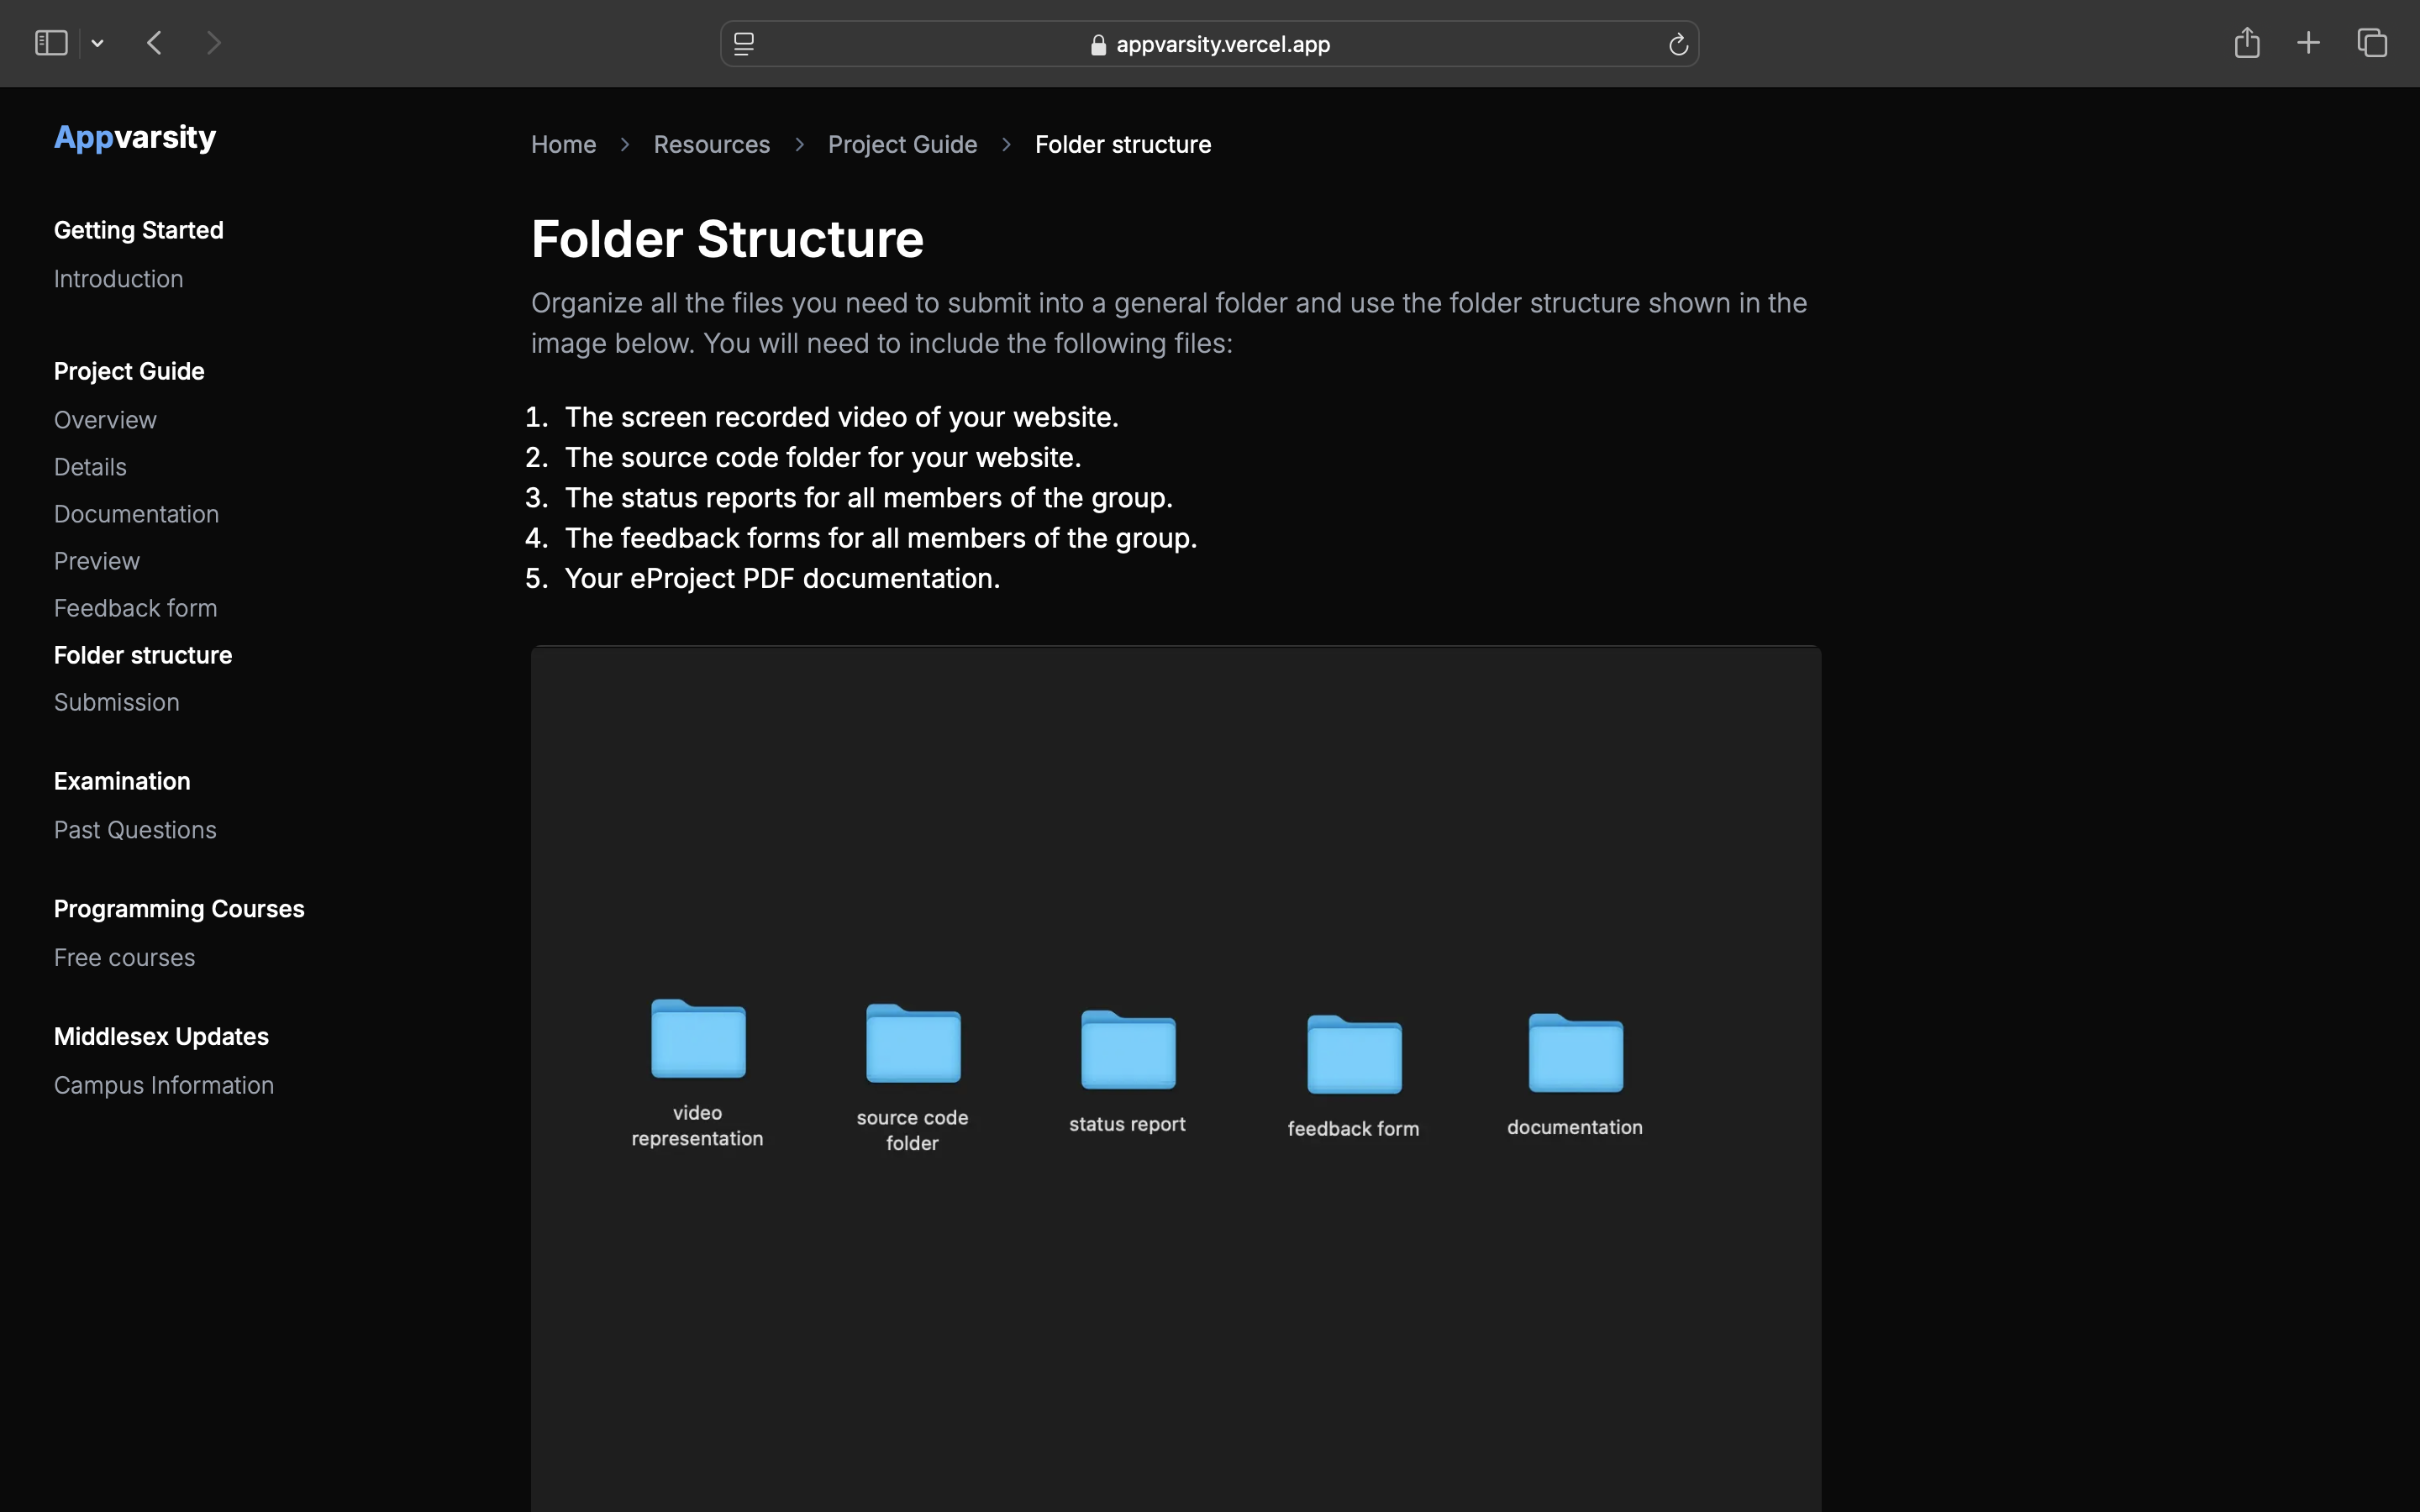 appvarsity.vercel.app
Appvarsity
Getting Started
Introduction
Project Guide
Overview
Details
Documentation
Preview
Feedback form
Folder structure
Submission
Examination
Past Questions
Programming Courses
Free courses
Middlesex Updates
Campus Information
Home > Resources > Project Guide > Folder structure
Folder Structure
Organize all the files you need to submit into a general folder and use the folder structure shown in the
image below. You will need to include the following files:
1. The screen recorded video of your website.
2. The source code folder for your website.
3. The status reports for all members of the group.
4. The feedback forms for all members of the group.
5. Your eProject PDF documentation.
video
representation
source code
folder
status report
feedback form
documentation